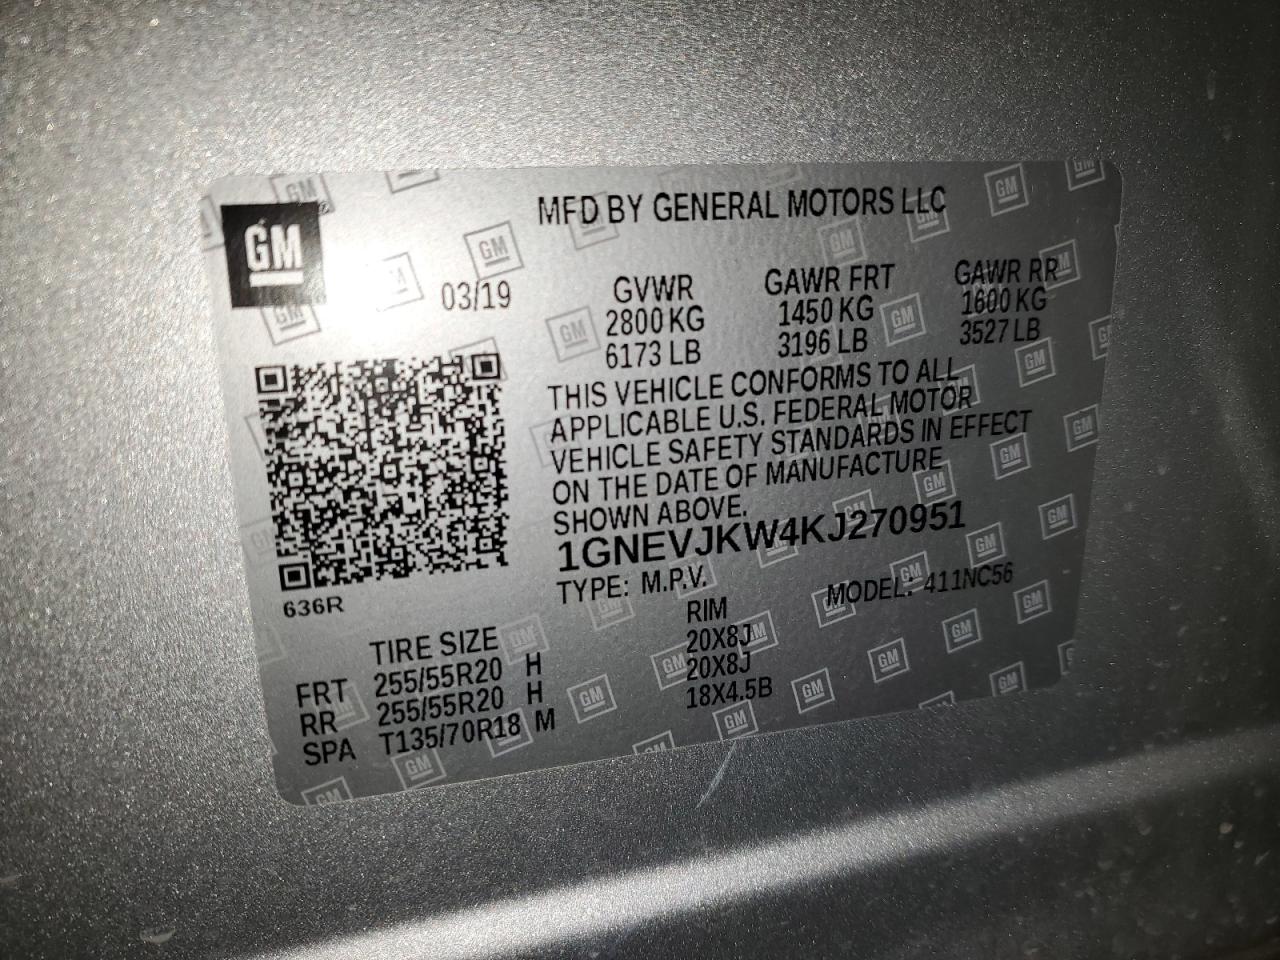 GM
MFD BY GENERAL MOTORS LLC
03/19
GVWR GAWR FRT GAWR RR
2800 KG 1450 KG 1600 KG
6173 LB 3196 LB 3527 LB
THIS VEHICLE CONFORMS TO ALL
APPLICABLE U.S. FEDERAL MOTOR
VEHICLE SAFETY STANDARDS IN EFFECT
ON THE DATE OF MANUFACTURE
SHOWN ABOVE.
1GNEVJKW4KJ270951
TYPE: M.P.V. MODEL: 411NC56
636R
TIRE SIZE RIM
FRT 255/55R20 H 20X8J
RR 255/55R20 H 20X8J
SPA T135/70R18 M 18X4.5B